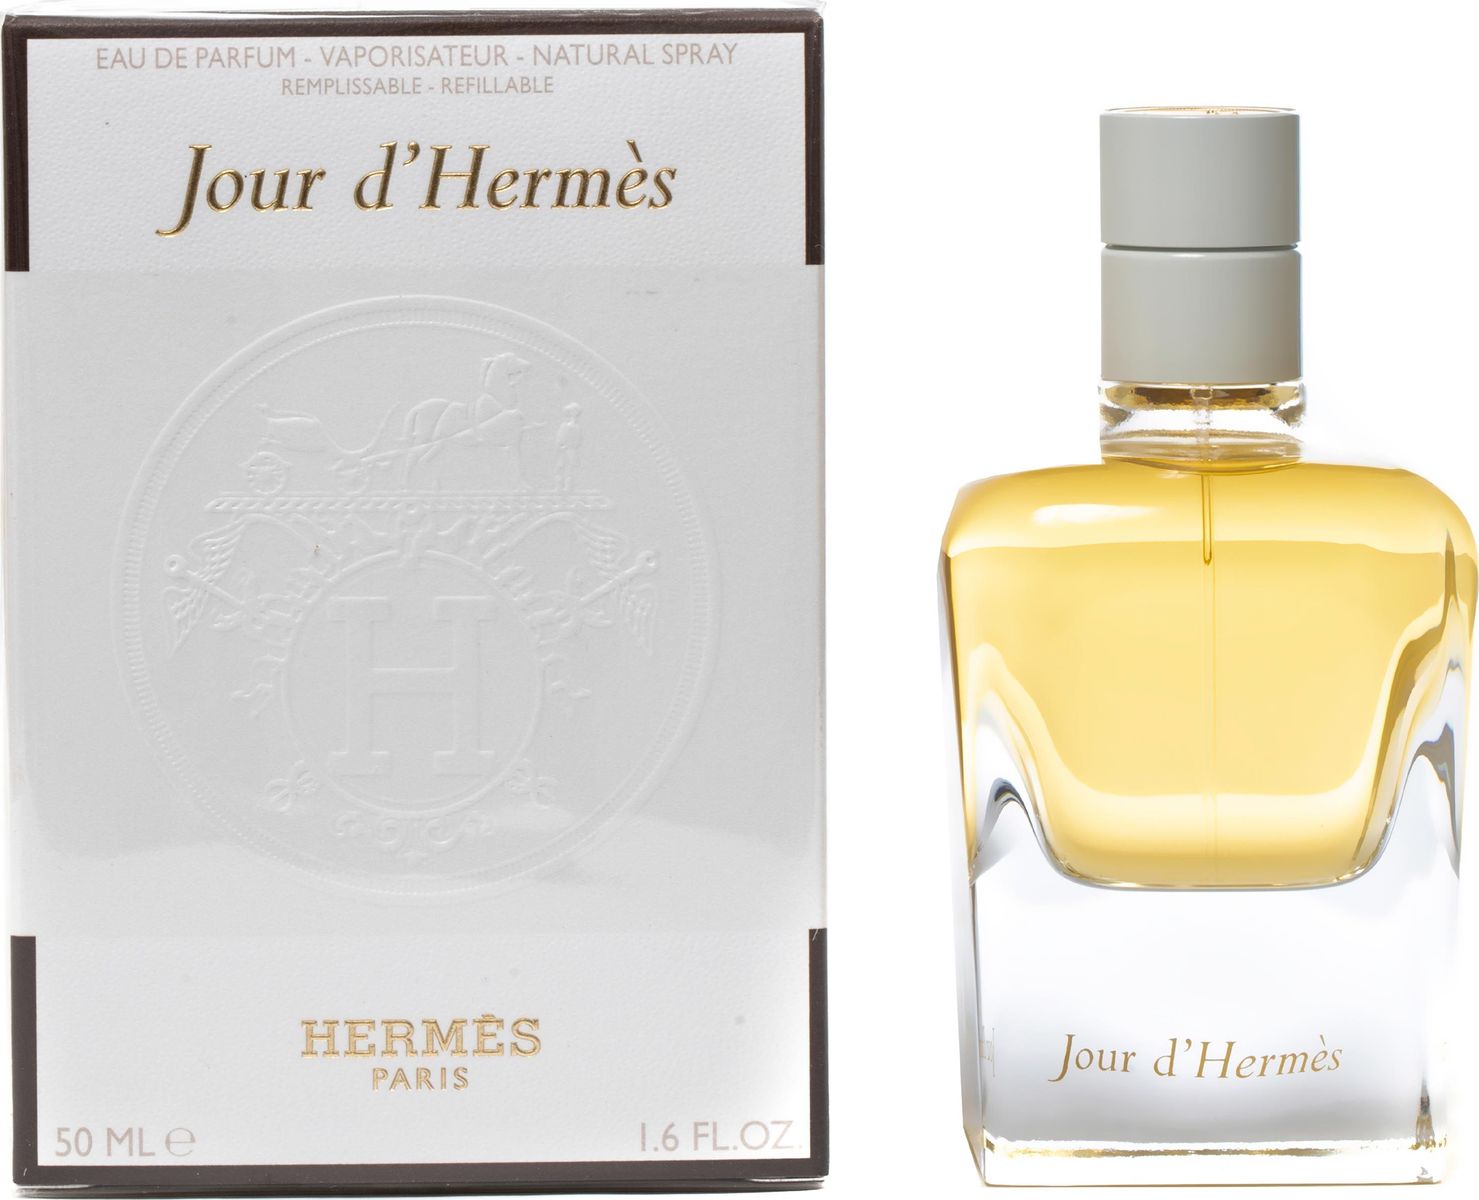 EAU DE PARFUM - VAPORISATEUR - NATURAL SPRAY
REMPLISSABLE - REFILLABLE
Jour d'Hermès
H
HERMÈS
PARIS
50 ML ℮
1.6 FL.OZ.
Jour d'Hermès